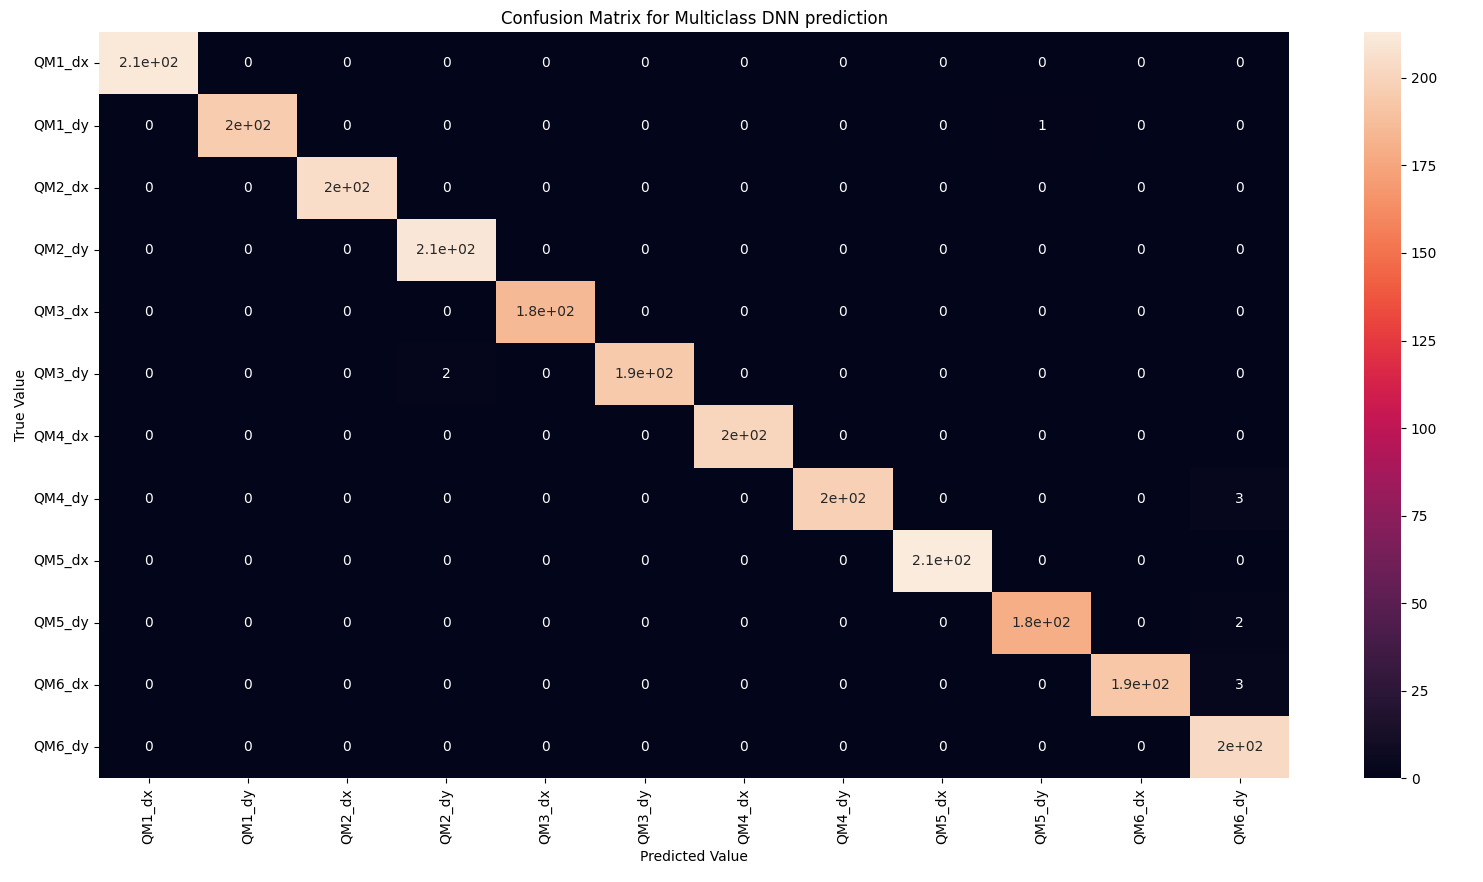 Confusion Matrix for Multiclass DNN prediction
QM1_dx 2.1e+02 0 0 0 0 0 0 0 0 0 0 0
QM1_dy 0 2e+02 0 0 0 0 0 0 0 1 0 0
QM2_dx 0 0 2e+02 0 0 0 0 0 0 0 0 0
QM2_dy 0 0 0 2.1e+02 0 0 0 0 0 0 0 0
QM3_dx 0 0 0 0 1.8e+02 0 0 0 0 0 0 0
QM3_dy 0 0 0 2 0 1.9e+02 0 0 0 0 0 0
QM4_dx 0 0 0 0 0 0 2e+02 0 0 0 0 0
QM4_dy 0 0 0 0 0 0 0 2e+02 0 0 0 3
QM5_dx 0 0 0 0 0 0 0 0 2.1e+02 0 0 0
QM5_dy 0 0 0 0 0 0 0 0 0 1.8e+02 0 2
QM6_dx 0 0 0 0 0 0 0 0 0 0 1.9e+02 3
QM6_dy 0 0 0 0 0 0 0 0 0 0 0 2e+02
True Value
QM1_dx QM1_dy QM2_dx QM2_dy QM3_dx QM3_dy QM4_dx QM4_dy QM5_dx QM5_dy QM6_dx QM6_dy
Predicted Value
200
175
150
125
100
75
50
25
0